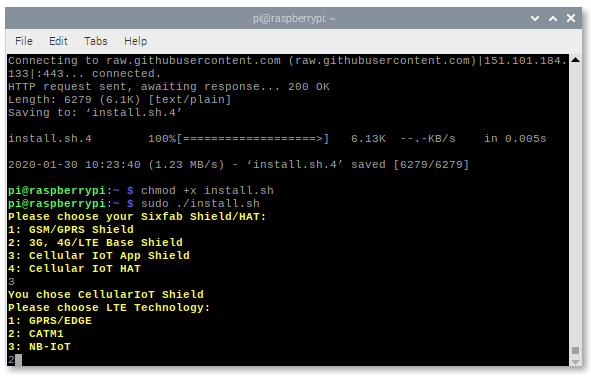 pi@raspberrypi: ~
File Edit Tabs Help
Connecting to raw.githubusercontent.com (raw.githubusercontent.com)|151.101.184.
133|:443... connected.
HTTP request sent, awaiting response... 200 OK
Length: 6279 (6.1K) [text/plain]
Saving to: ‘install.sh.4’
install.sh.4 100%[===================>] 6.13K --.-KB/s in 0.005s
2020-01-30 10:23:40 (1.23 MB/s) - ‘install.sh.4’ saved [6279/6279]
pi@raspberrypi:~ $ chmod +x install.sh
pi@raspberrypi:~ $ sudo ./install.sh
Please choose your Sixfab Shield/HAT:
1: GSM/GPRS Shield
2: 3G, 4G/LTE Base Shield
3: Cellular IoT App Shield
4: Cellular IoT HAT
3
You chose CellularIoT Shield
Please choose LTE Technology:
1: GPRS/EDGE
2: CATM1
3: NB-IoT
2